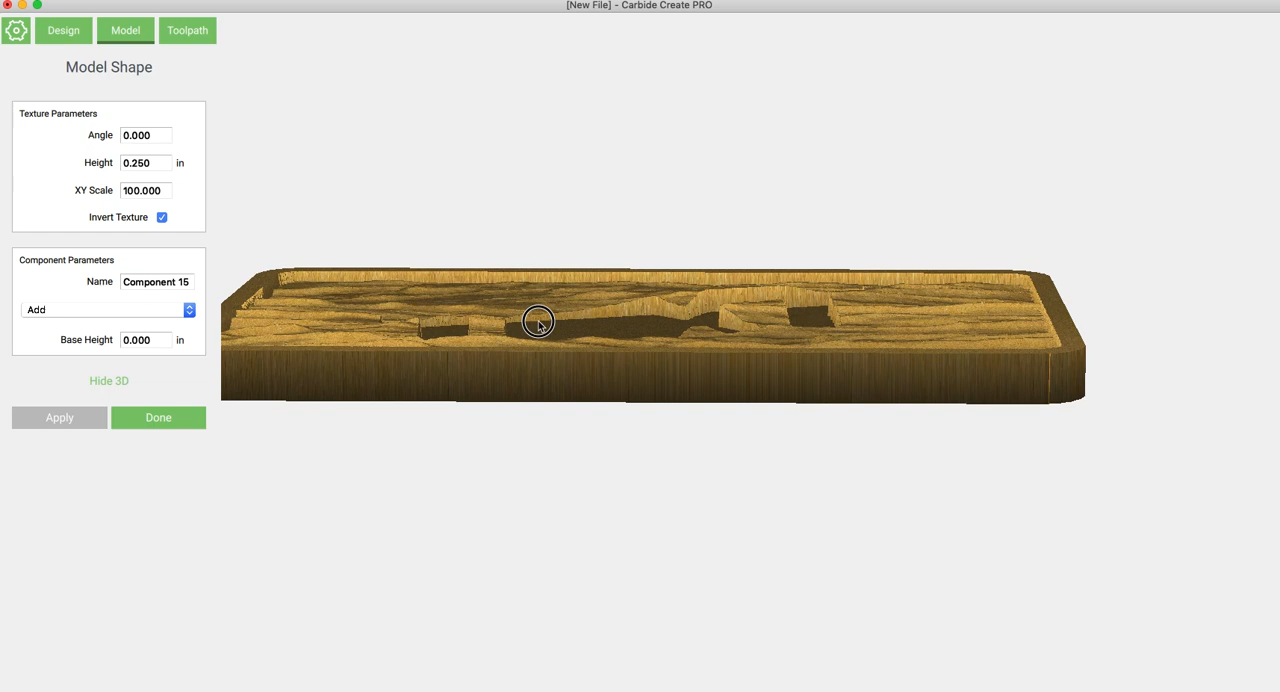 [New File] - Carbide Create PRO
Design Model Toolpath
Model Shape
Texture Parameters
Angle 0.000
Height 0.250 in
XY Scale 100.000
Invert Texture
Component Parameters
Name Component 15
Add
Base Height 0.000 in
Hide 3D
Apply Done